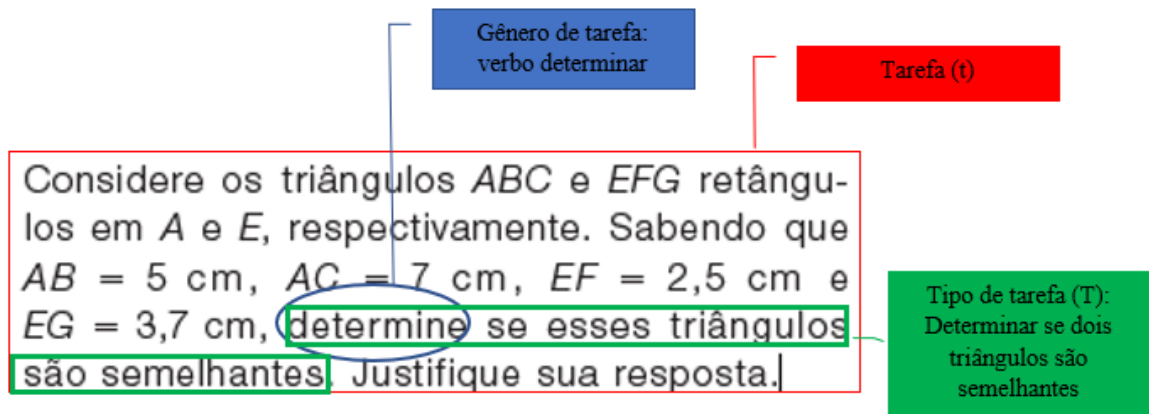 Gênero de tarefa:
verbo determinar
Tarefa (t)
Considere os triângulos ABC e EFG retângu-
los em A e E, respectivamente. Sabendo que
AB = 5 cm, AC = 7 cm, EF = 2,5 cm e
EG = 3,7 cm, determine se esses triângulos
são semelhantes. Justifique sua resposta.
Tipo de tarefa (T):
Determinar se dois
triângulos são
semelhantes